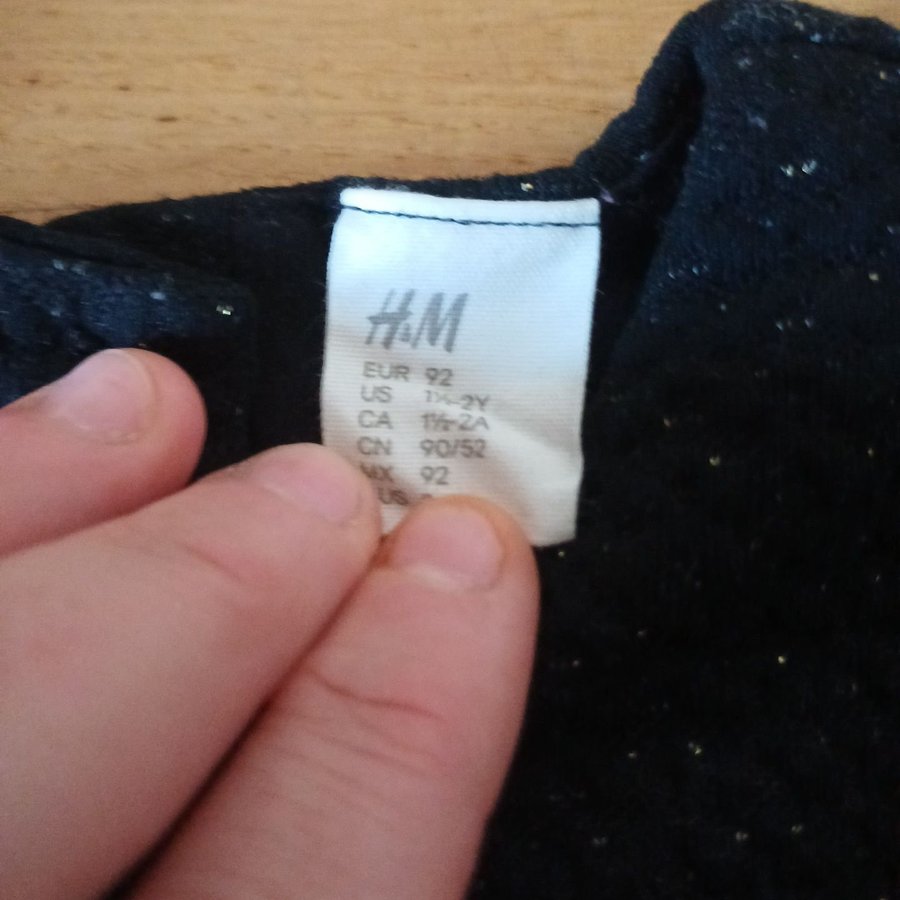 H&M
EUR 92
US 1½-2Y
CA 1½-2A
CN 90/52
MX 92